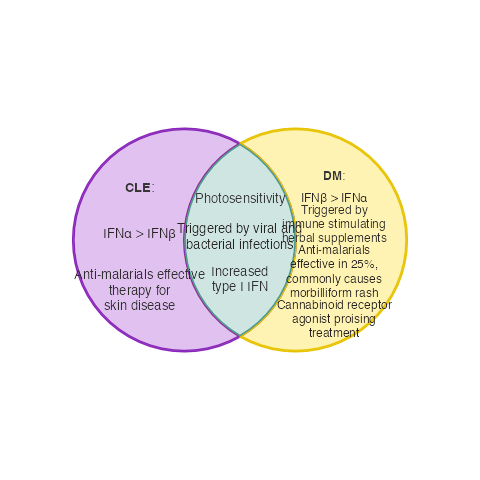 CLE:
IFNα > IFNβ
Anti-malarials effective
therapy for
skin disease
Photosensitivity
Triggered by viral and
bacterial infections
Increased
type I IFN
DM:
IFNβ > IFNα
Triggered by
immune stimulating
herbal supplements
Anti-malarials
effective in 25%,
commonly causes
morbilliform rash
Cannabinoid receptor
agonist proising
treatment